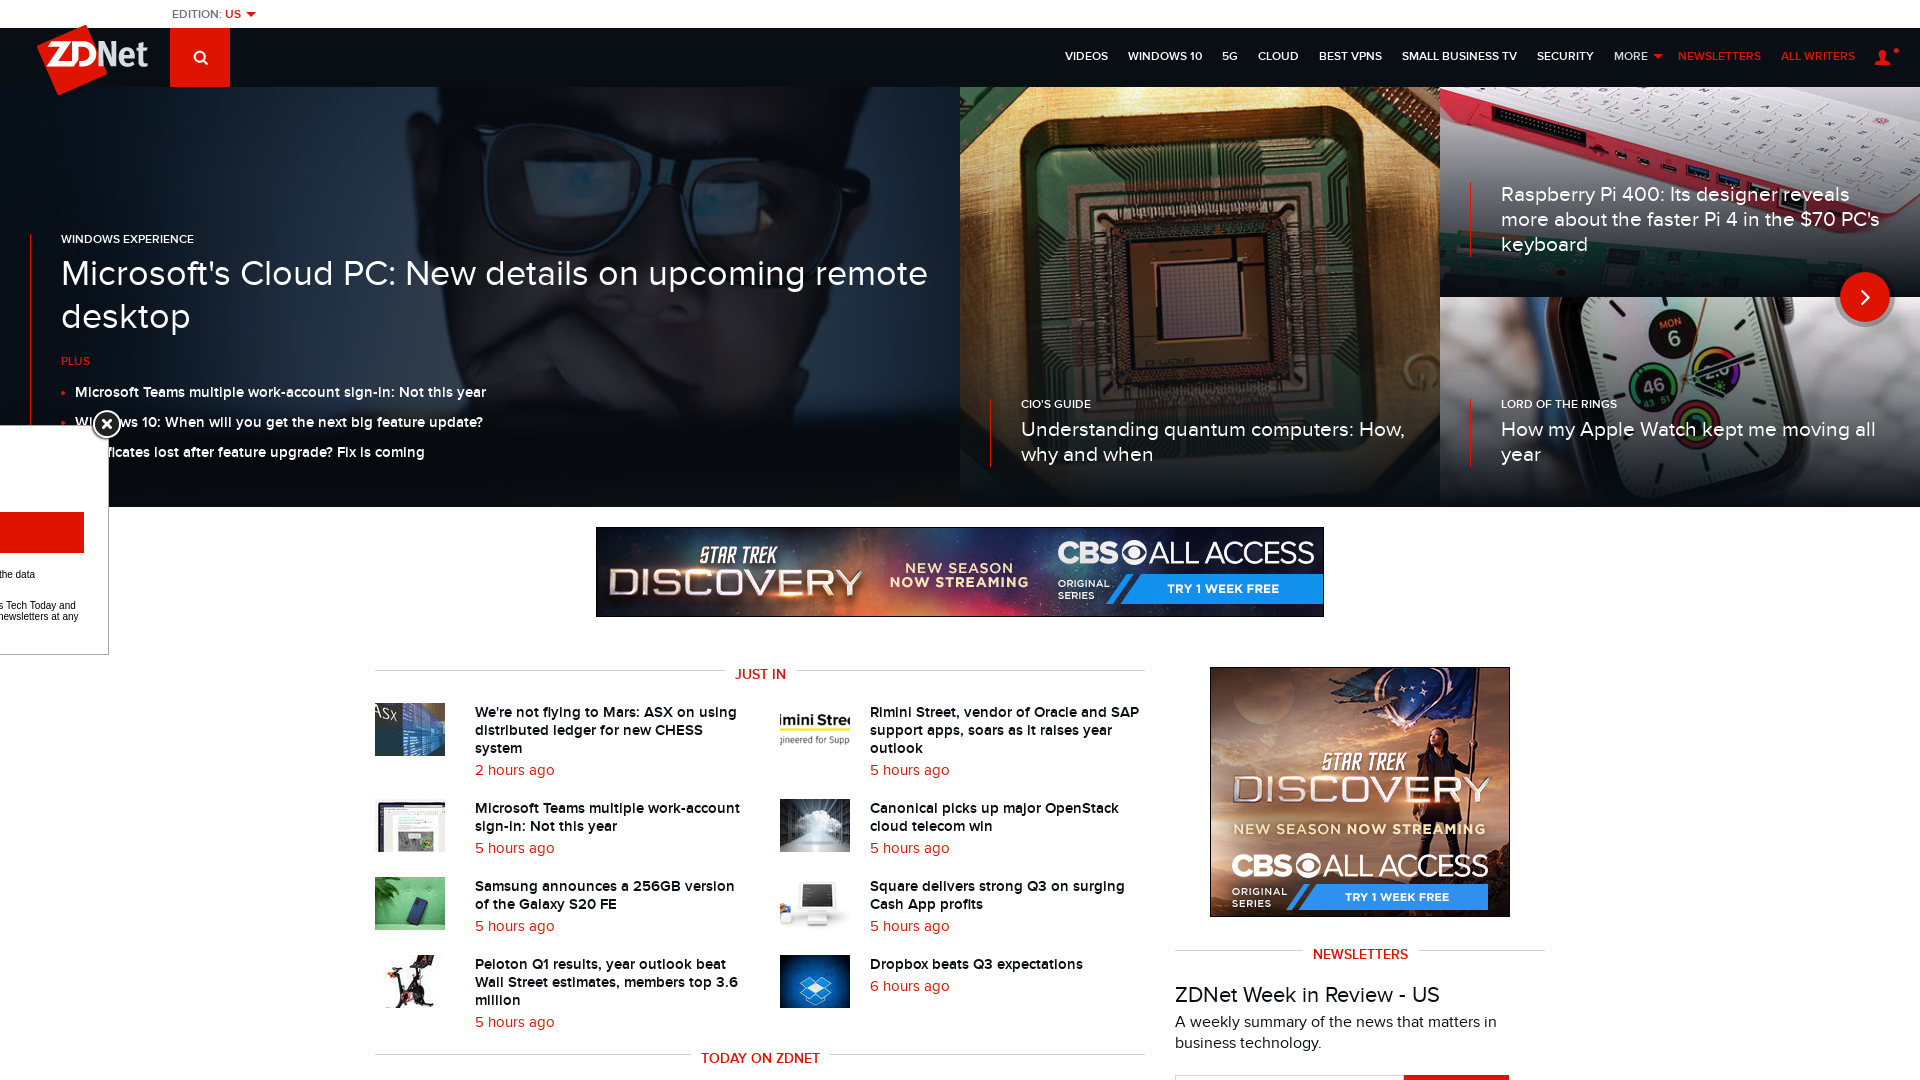 EDITION: US
ZDNet
VIDEOS WINDOWS 10 5G CLOUD BEST VPNS SMALL BUSINESS TV SECURITY MORE NEWSLETTERS ALL WRITERS
WINDOWS EXPERIENCE
Microsoft's Cloud PC: New details on upcoming remote
desktop
PLUS
Microsoft Teams multiple work-account sign-in: Not this year
10: When will you get the next big feature update?
lost after feature upgrade? Fix is coming
CIO'S GUIDE
Understanding quantum computers: How,
why and when
Raspberry Pi 400: Its designer reveals
more about the faster Pi 4 in the $70 PC's
keyboard
LORD OF THE RINGS
How my Apple Watch kept me moving all
year
MON
6
46
the data
Tech Today and
newsletters at any
STAR TREK
DISCOVERY
NEW SEASON
NOW STREAMING
CBS ALL ACCESS
ORIGINAL
SERIES
TRY 1 WEEK FREE
JUST IN
ASX
We're not flying to Mars: ASX on using
distributed ledger for new CHESS
system
2 hours ago
Microsoft Teams multiple work-account
sign-in: Not this year
5 hours ago
Samsung announces a 256GB version
of the Galaxy S20 FE
5 hours ago
Peloton Q1 results, year outlook beat
Wall Street estimates, members top 3.6
million
5 hours ago
Rimini Street, vendor of Oracle and SAP
support apps, soars as it raises year
outlook
5 hours ago
Canonical picks up major OpenStack
cloud telecom win
5 hours ago
Square delivers strong Q3 on surging
Cash App profits
5 hours ago
Dropbox beats Q3 expectations
6 hours ago
TODAY ON ZDNET
STAR TREK
DISCOVERY
NEW SEASON NOW STREAMING
CBS ALL ACCESS
ORIGINAL
SERIES
TRY 1 WEEK FREE
NEWSLETTERS
ZDNet Week in Review - US
A weekly summary of the news that matters in
business technology.